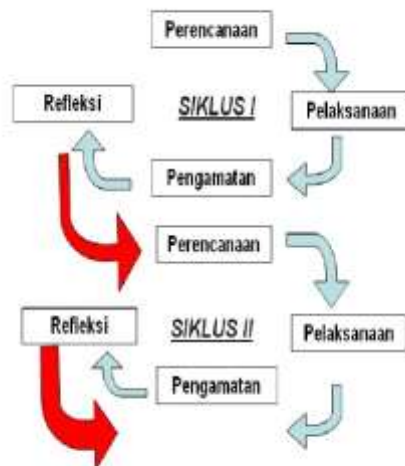 Perencanaan
Refleksi
SIKLUS I
Pelaksanaan
Pengamatan
Perencanaan
Refleksi
SIKLUS II
Pelaksanaan
Pengamatan